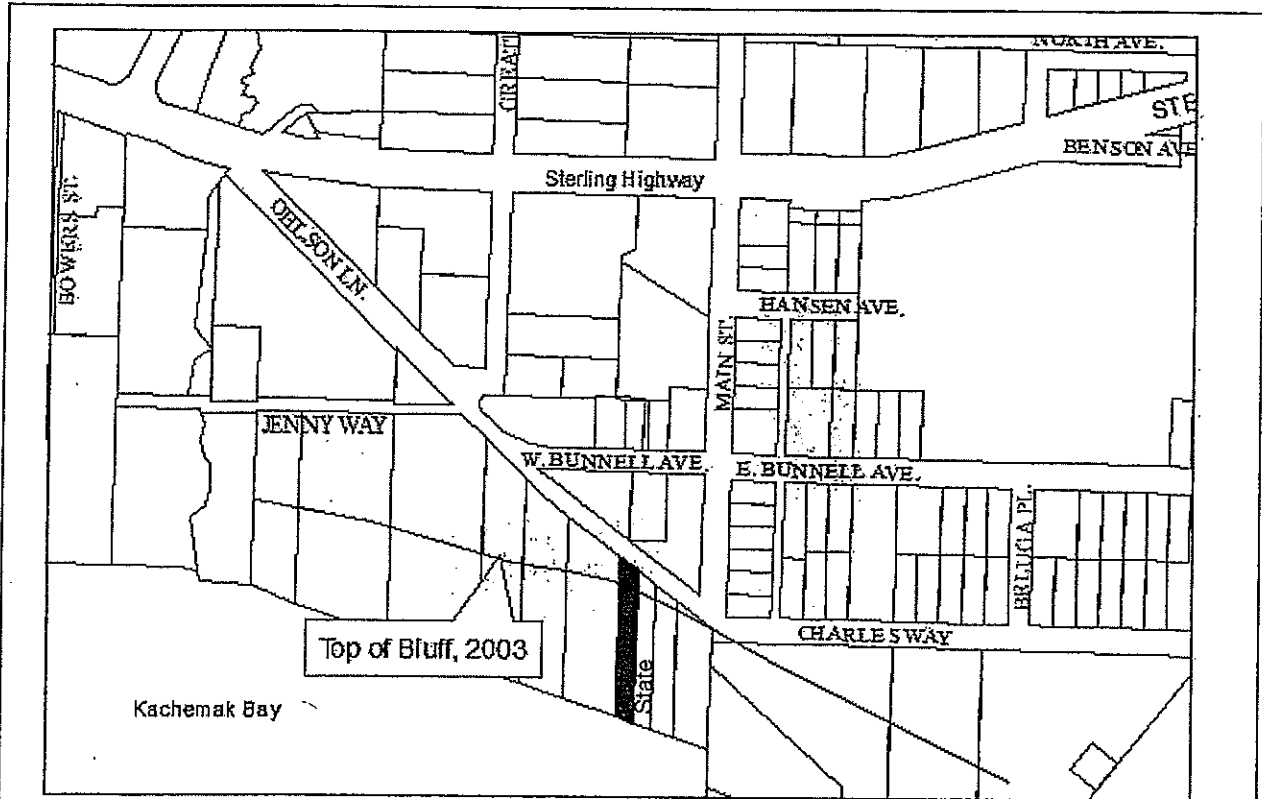 NORTH AVE.
GREAT
STE
BENSON AVE
Sterling Highway
BOWERS ST.
OHLSON LN.
HANSEN AVE.
MAIN ST.
JENNY WAY
W. BUNNELL AVE
E. BUNNELL AVE.
BELUGA PL.
CHARLES WAY
Top of Bluff, 2003
State
Kachemak Bay